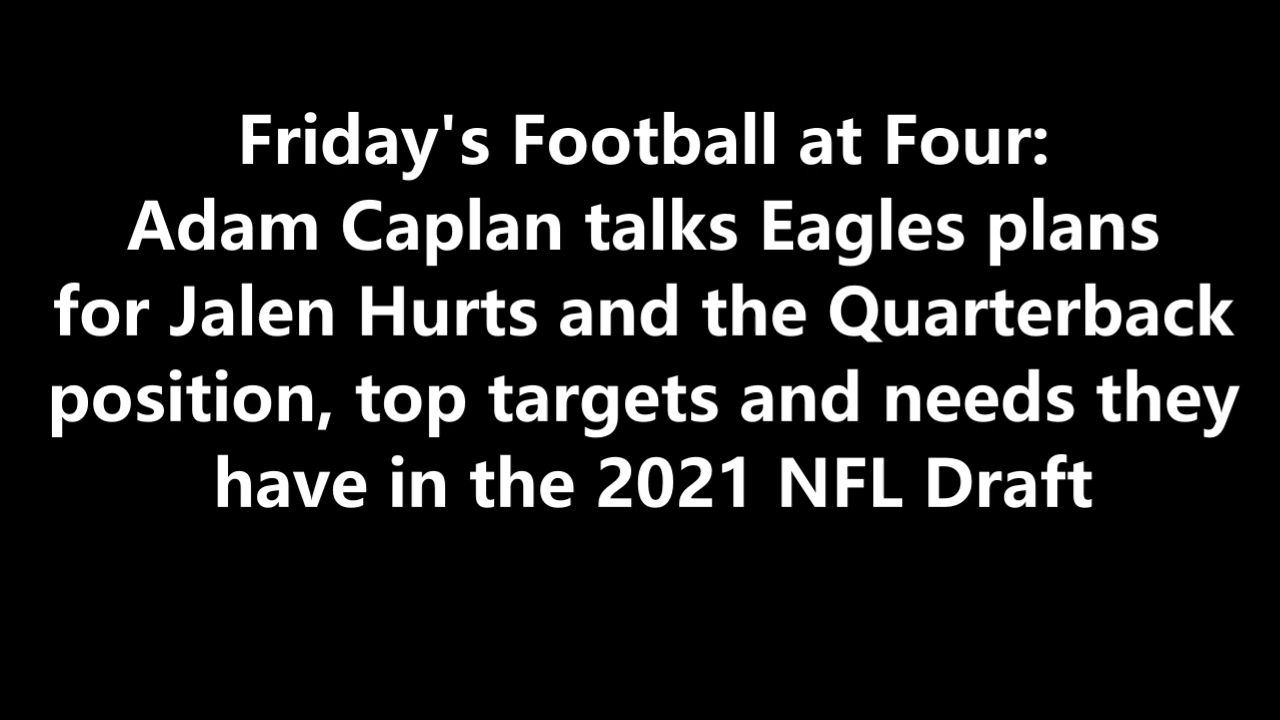 Friday's Football at Four:
Adam Caplan talks Eagles plans
for Jalen Hurts and the Quarterback
position, top targets and needs they
have in the 2021 NFL Draft